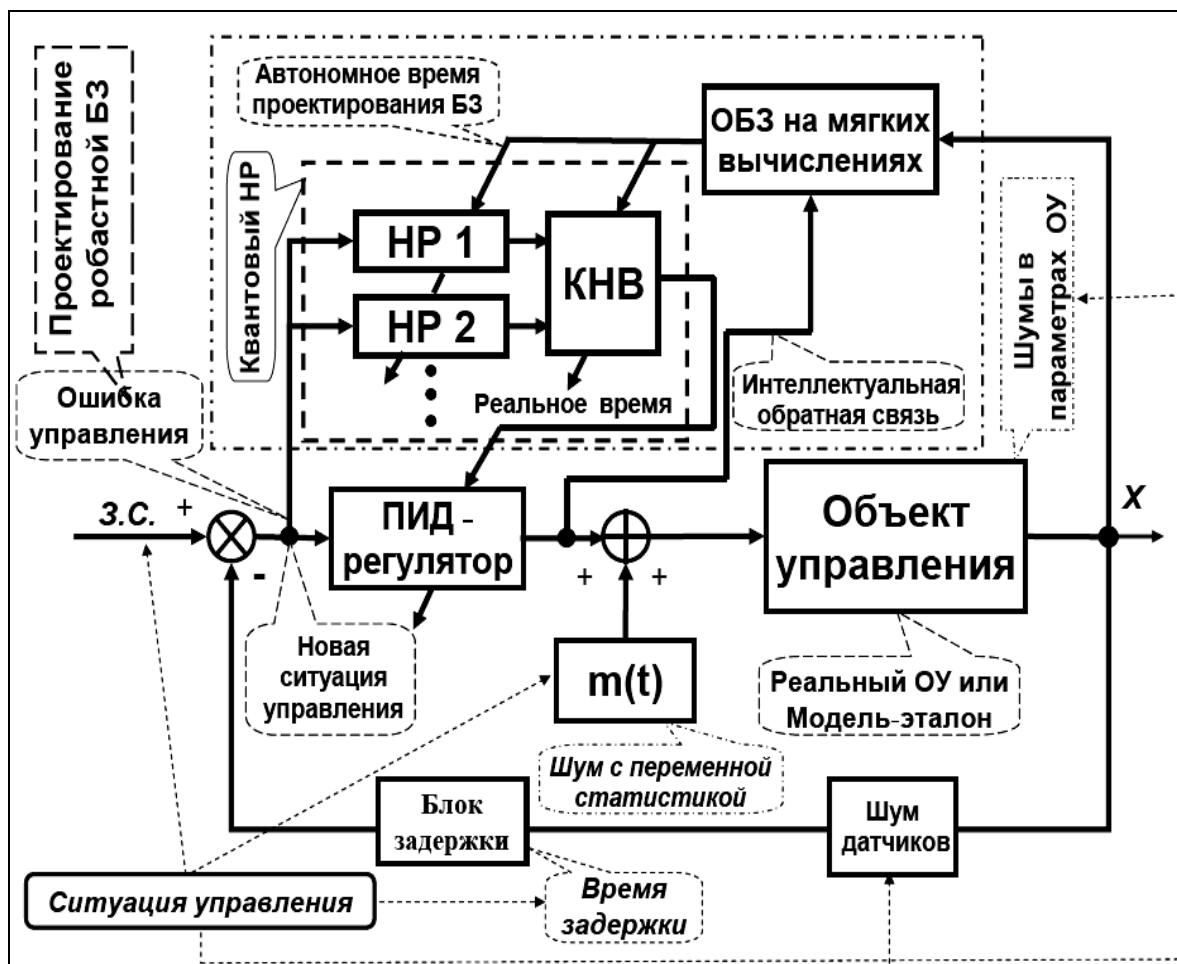 Проектирование
робастной БЗ
Автономное время
проектирования БЗ
ОБЗ на мягких
вычислениях
Квантовый НР
НР 1
НР 2
КНВ
Реальное время
Интеллектуальная
обратная связь
Шумы в
параметрах ОУ
Ошибка
управления
З.С.
+
-
ПИД -
регулятор
+
+
Объект
управления
X
Новая
ситуация
управления
m(t)
Реальный ОУ или
Модель-эталон
Шум с переменной
статистикой
Блок
задержки
Шум
датчиков
Ситуация управления
Время
задержки